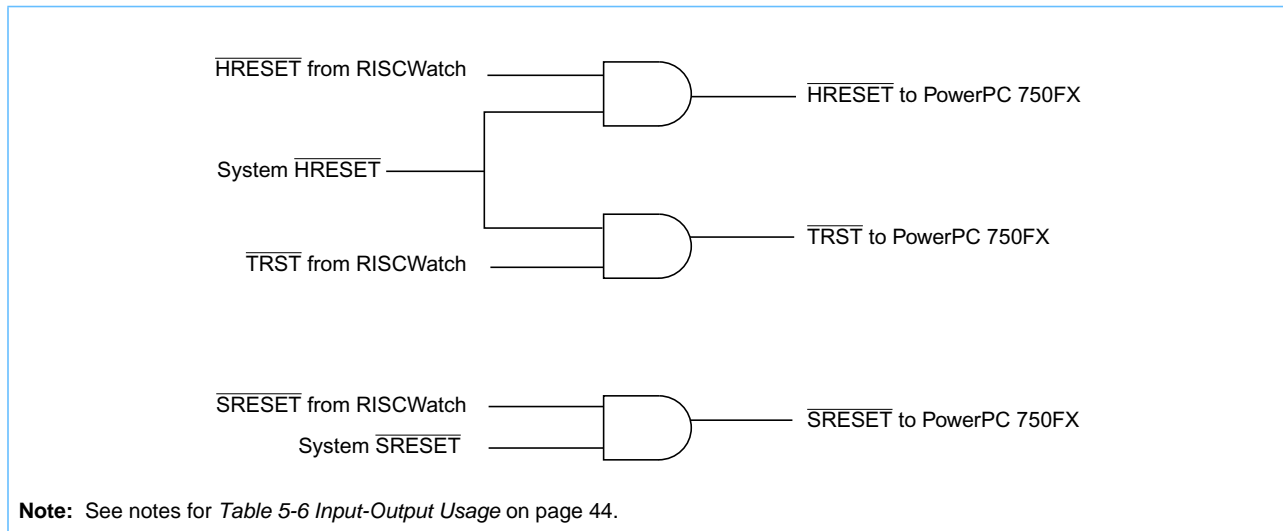 HRESET from RISCWatch
HRESET to PowerPC 750FX
System HRESET
TRST to PowerPC 750FX
TRST from RISCWatch
SRESET from RISCWatch
SRESET to PowerPC 750FX
System SRESET
Note: See notes for Table 5-6 Input-Output Usage on page 44.